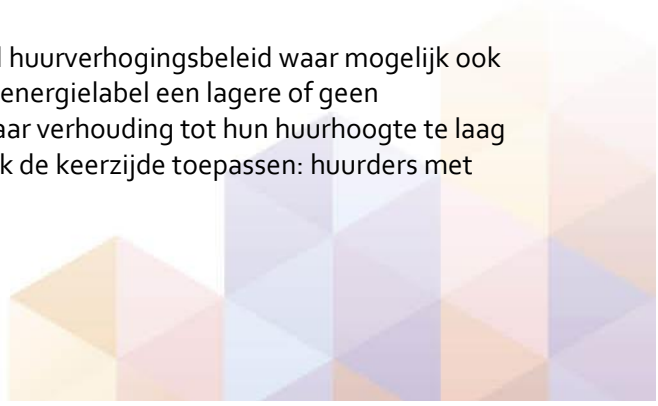 huurverhogingsbeleid waar mogelijk ook
energielabel een lagere of geen
verhouding tot hun huurhoogte te laag
de keerzijde toepassen: huurders met